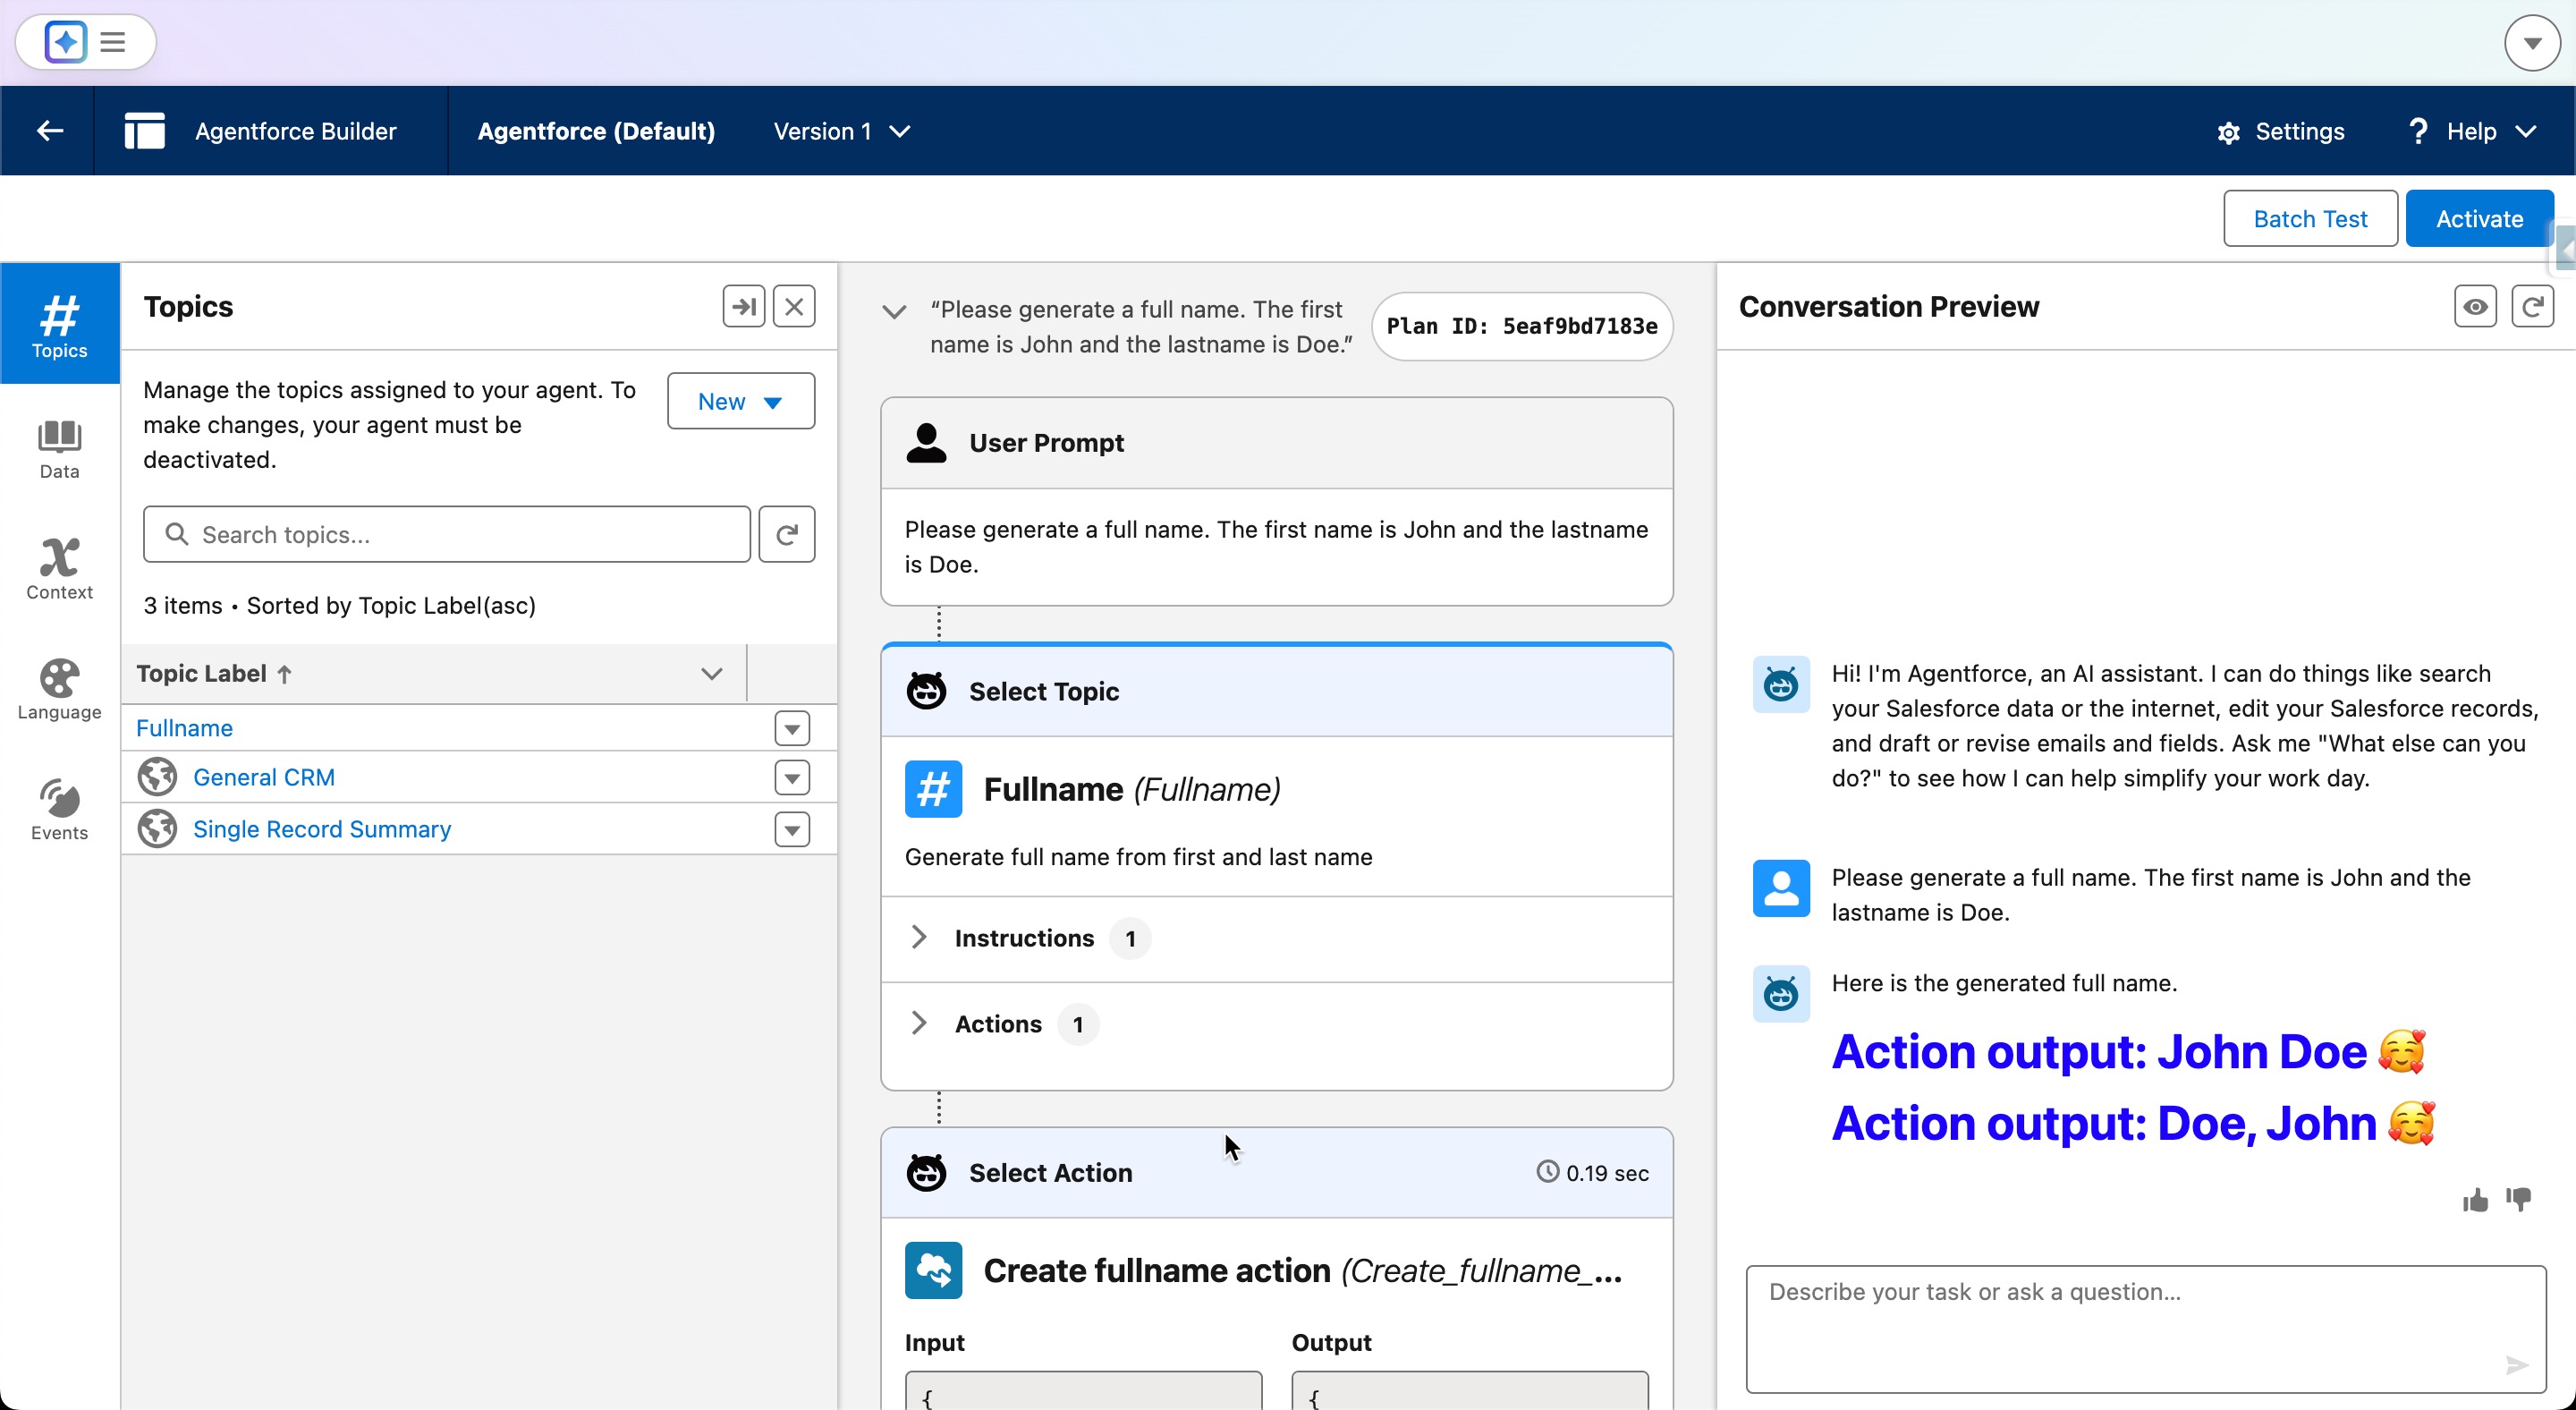 Agentforce Builder
Agentforce (Default)
Version 1
Settings
? Help
Batch Test
Activate
# Topics
Data
Context
Language
Events
Topics
Manage the topics assigned to your agent. To
make changes, your agent must be
deactivated.
New
Search topics...
3 items • Sorted by Topic Label(asc)
Topic Label ↑
Fullname
General CRM
Single Record Summary
“Please generate a full name. The first
name is John and the lastname is Doe.”
Plan ID: 5eaf9bd7183e
User Prompt
Please generate a full name. The first name is John and the lastname
is Doe.
Select Topic
# Fullname (Fullname)
Generate full name from first and last name
Instructions 1
Actions 1
Select Action
0.19 sec
Create fullname action (Create_fullname_...
Input
Output
{
{
Conversation Preview
Hi! I'm Agentforce, an AI assistant. I can do things like search
your Salesforce data or the internet, edit your Salesforce records,
and draft or revise emails and fields. Ask me "What else can you
do?" to see how I can help simplify your work day.
Please generate a full name. The first name is John and the
lastname is Doe.
Here is the generated full name.
Action output: John Doe 🥰
Action output: Doe, John 🥰
Describe your task or ask a question...